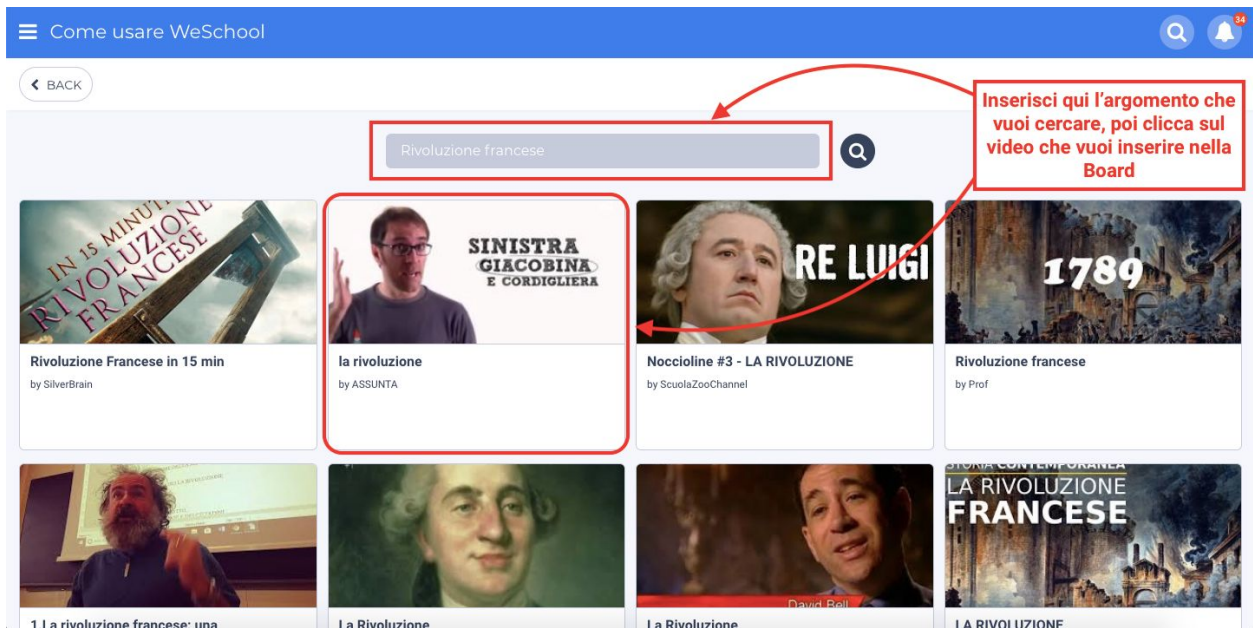 Come usare WeSchool
34
BACK
Inserisci qui l’argomento che
vuoi cercare, poi clicca sul
video che vuoi inserire nella
Board
Rivoluzione francese
IN 15 MINUTI
RIVOLUZIONE
FRANCESE
SINISTRA
GIACOBINA
E CORDIGLIERA
RE LUIGI
1789
Rivoluzione Francese in 15 min
by SilverBrain
la rivoluzione
by ASSUNTA
Noccioline #3 - LA RIVOLUZIONE
by ScuolaZooChannel
Rivoluzione francese
by Prof
David Bell
STORIA CONTEMPORANEA
LA RIVOLUZIONE
FRANCESE
1 La rivoluzione francese: una
La Rivoluzione
La Rivoluzione
LA RIVOLUZIONE